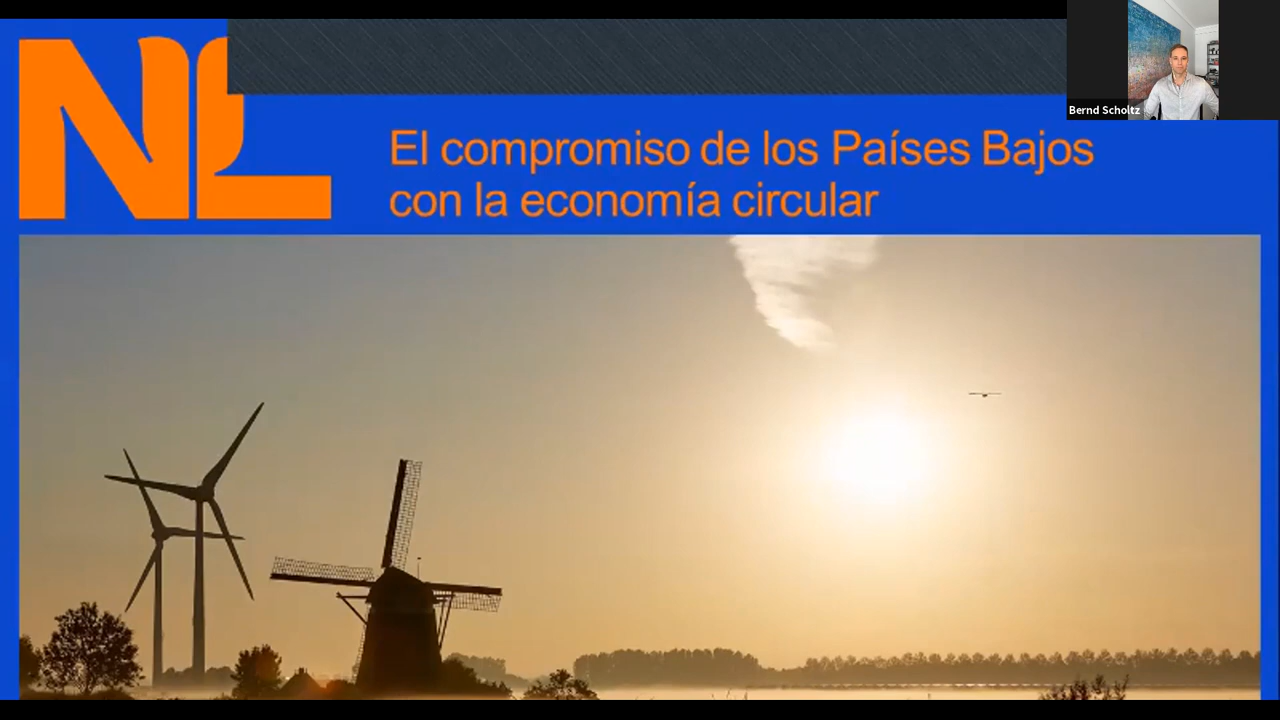 NL
El compromiso de los Países Bajos
con la economía circular
Bernd Scholtz